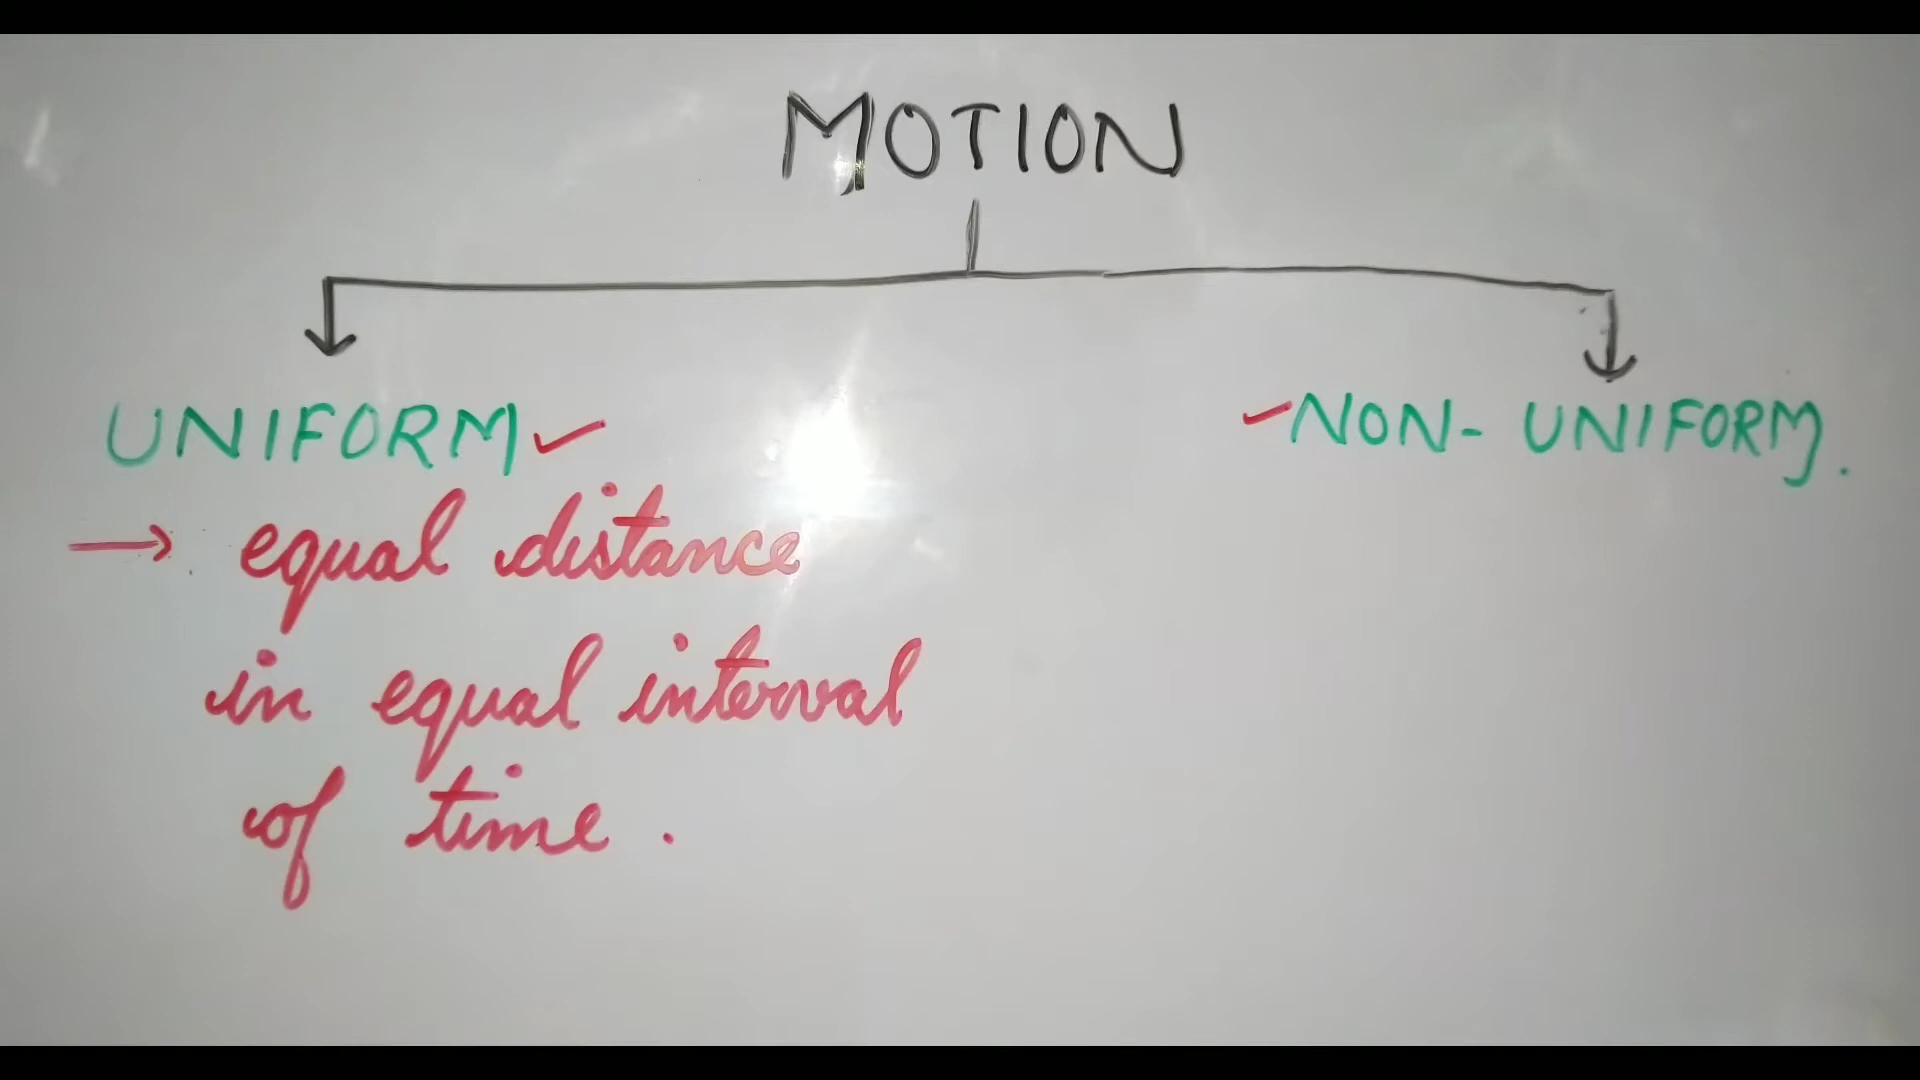 MOTION
UNIFORM
NON-UNIFORM.
equal distance
in equal interval
of time.